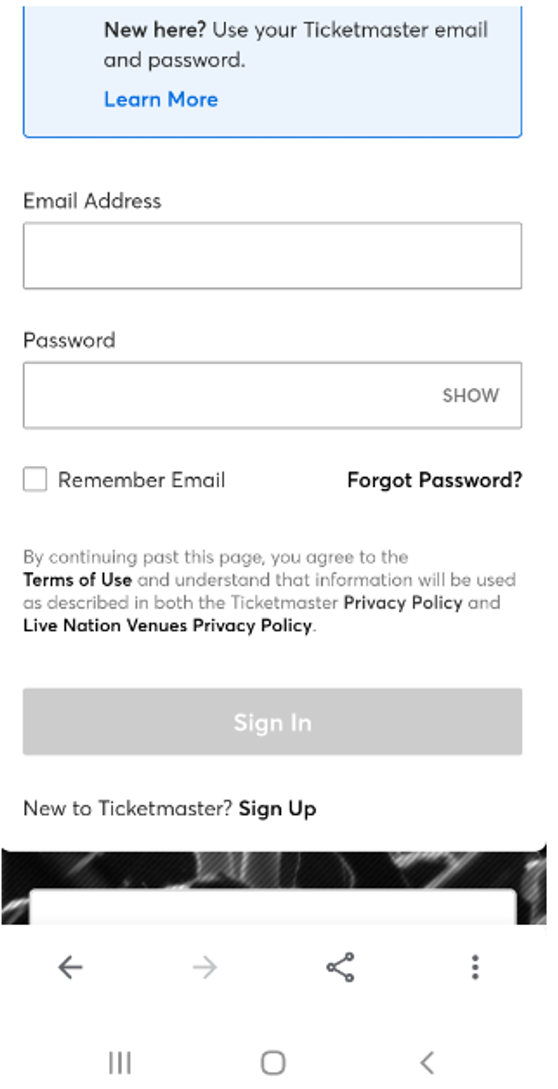 New here? Use your Ticketmaster email
and password.
Learn More
Email Address
Password
SHOW
Remember Email
Forgot Password?
By continuing past this page, you agree to the
Terms of Use and understand that information will be used
as described in both the Ticketmaster Privacy Policy and
Live Nation Venues Privacy Policy.
Sign In
New to Ticketmaster? Sign Up